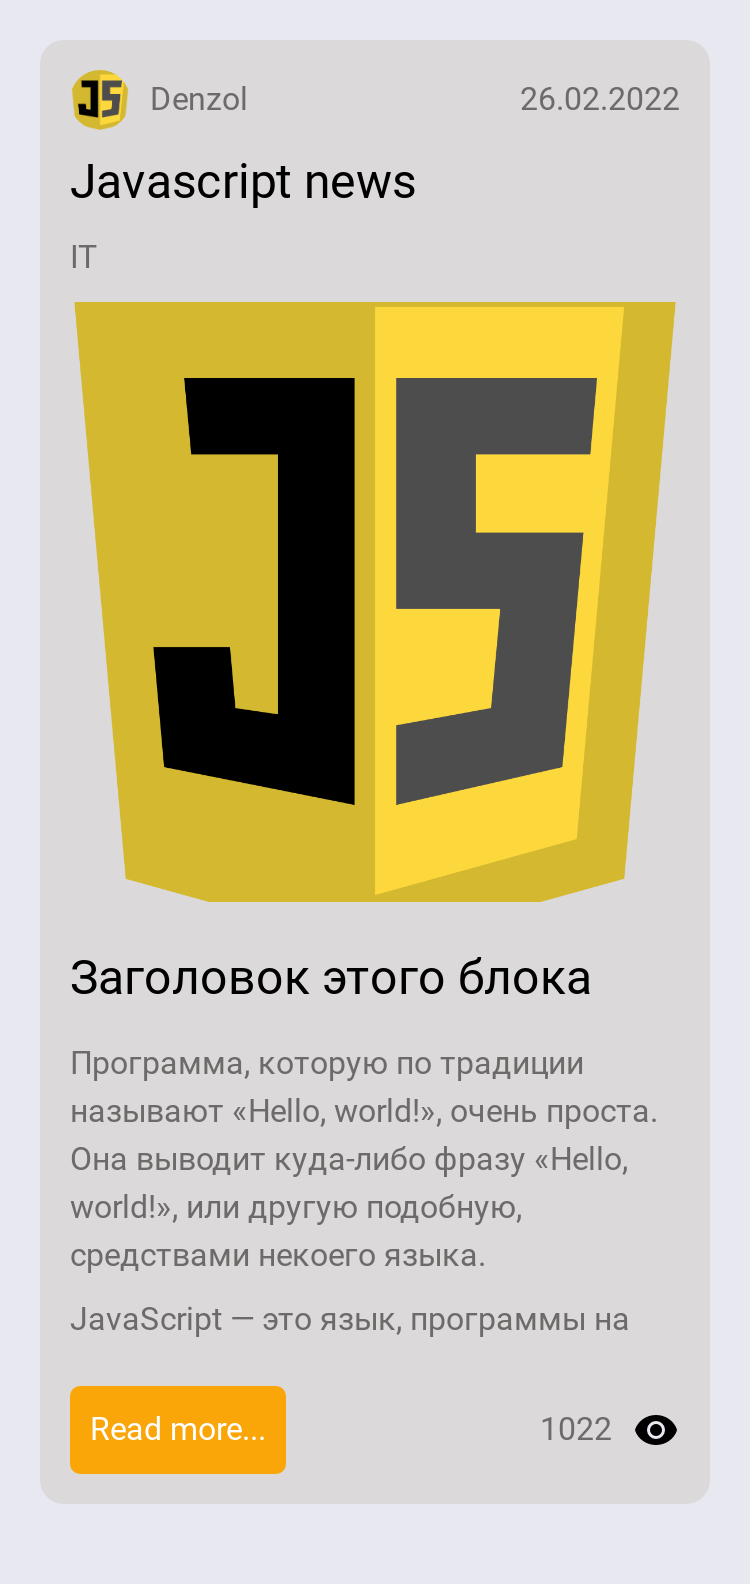 JS Denzol 26.02.2022
Javascript news
IT
JS
Заголовок этого блока
Программа, которую по традиции
называют «Hello, world!», очень проста.
Она выводит куда-либо фразу «Hello,
world!», или другую подобную,
средствами некоего языка.
JavaScript — это язык, программы на
Read more... 1022